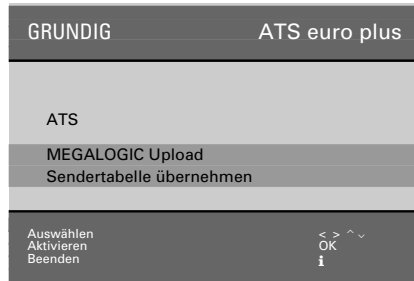 GRUNDIG ATS euro plus
ATS
MEGALOGIC Upload
Sendertabelle übernehmen
Auswählen < > ^ ⌄
Aktivieren OK
Beenden i